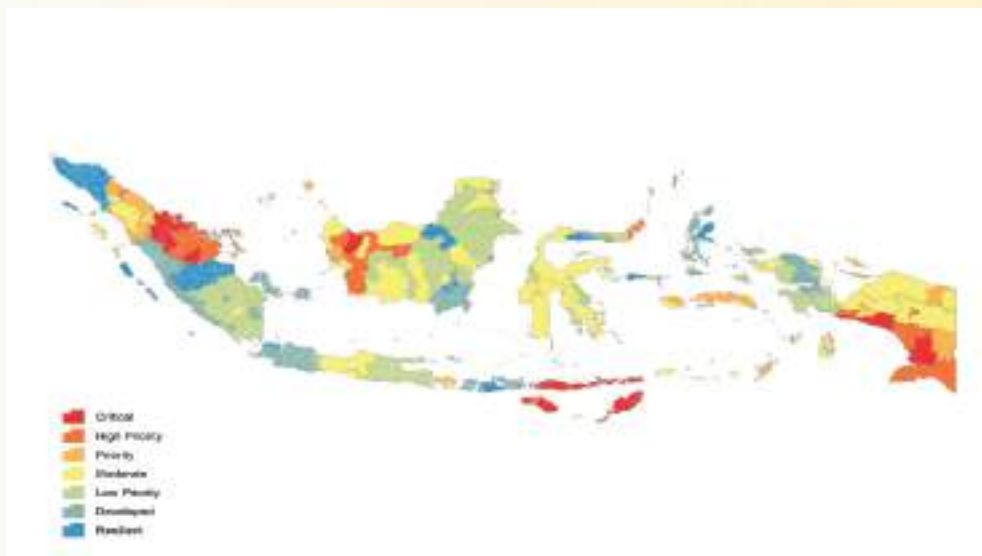 Critical
High Priority
Priority
Moderate
Low Priority
Developed
Resilient